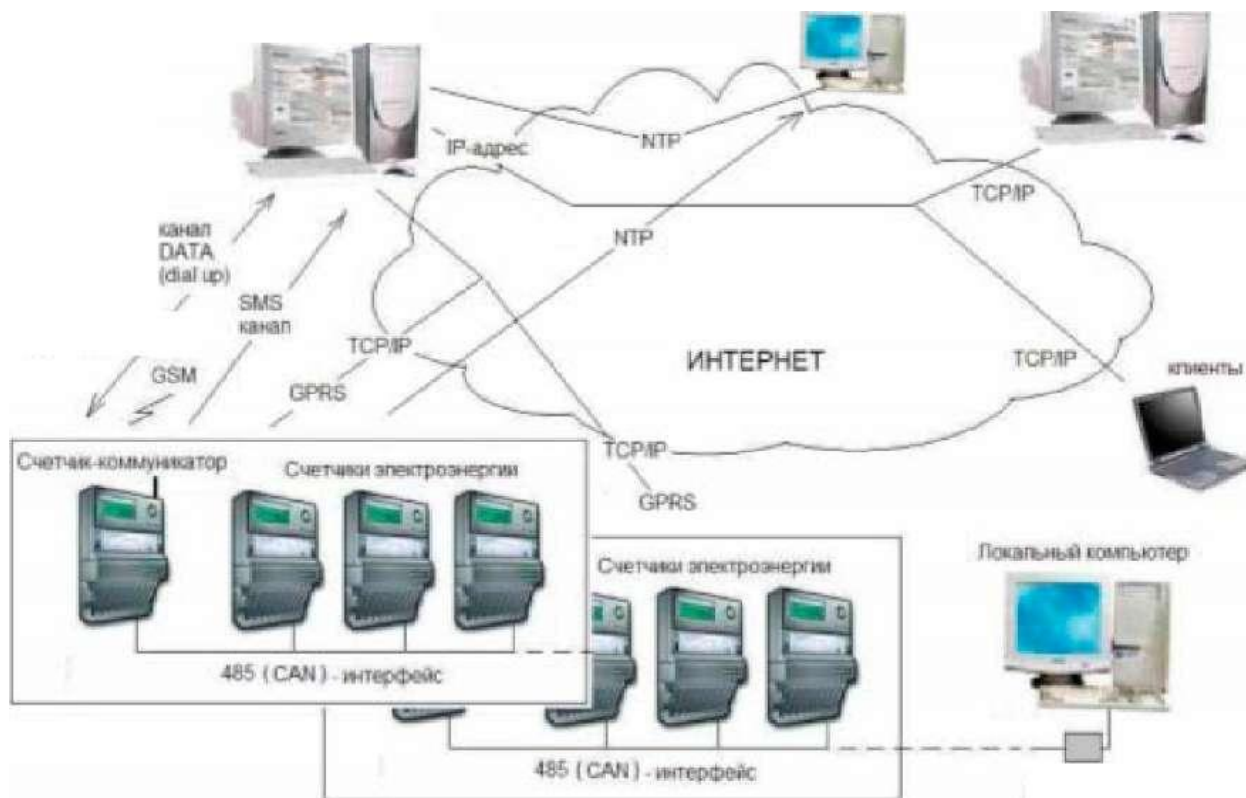 NTP
IP-адрес
TCP/IP
канал
DATA
(dial up)
NTP
SMS
канал
TCP/IP
ИНТЕРНЕТ
TCP/IP
клиенты
GSM
GPRS
TCP/IP
GPRS
Счетчик-коммуникатор
Счетчики электроэнергии
485 (CAN) - интерфейс
Счетчики электроэнергии
Локальный компьютер
485 (CAN) - интерфейс